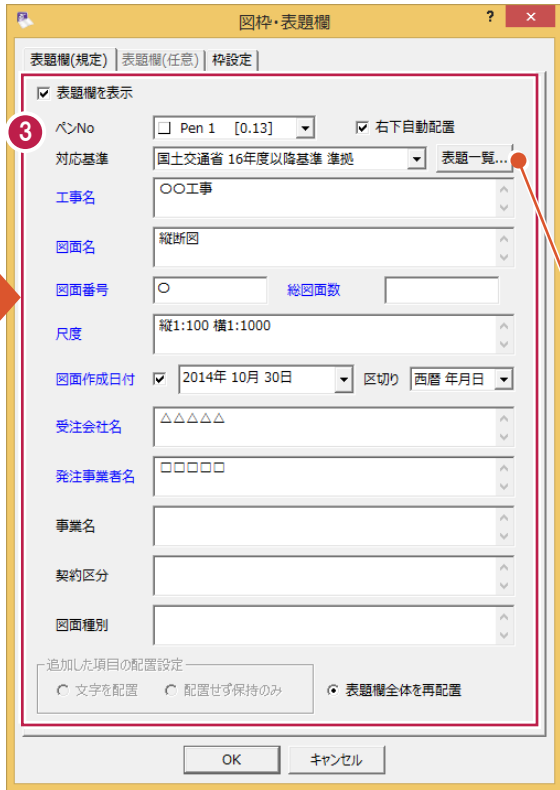 図枠・表題欄
? ×
表題欄(規定) 表題欄(任意) 枠設定
表題欄を表示
3
ペンNo Pen 1 [0.13] 右下自動配置
対応基準 国土交通省 16年度以降基準 準拠 表題一覧...
工事名 〇〇工事
図面名 縦断図
図面番号 〇 総図面数
尺度 縦1:100 横1:1000
図面作成日付 2014年 10月 30日 区切り 西暦 年月日
受注会社名 △△△△△
発注事業者名 □□□□□
事業名
契約区分
図面種別
追加した項目の配置設定
文字を配置 配置せず保持のみ 表題欄全体を再配置
OK キャンセル